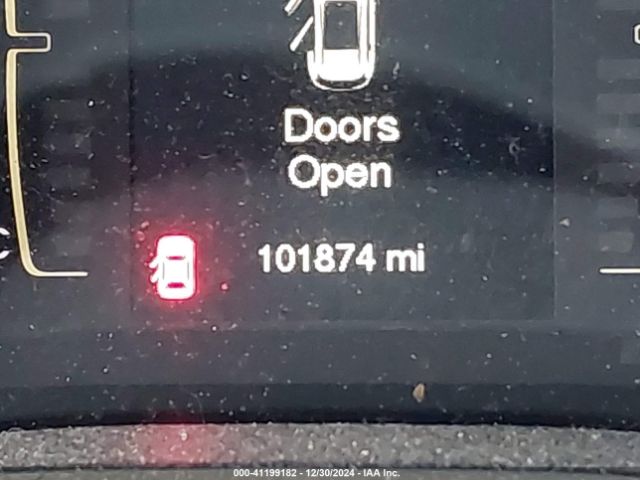 Doors
Open
101874 mi
000-41199182 - 12/30/2024 - IAA Inc.